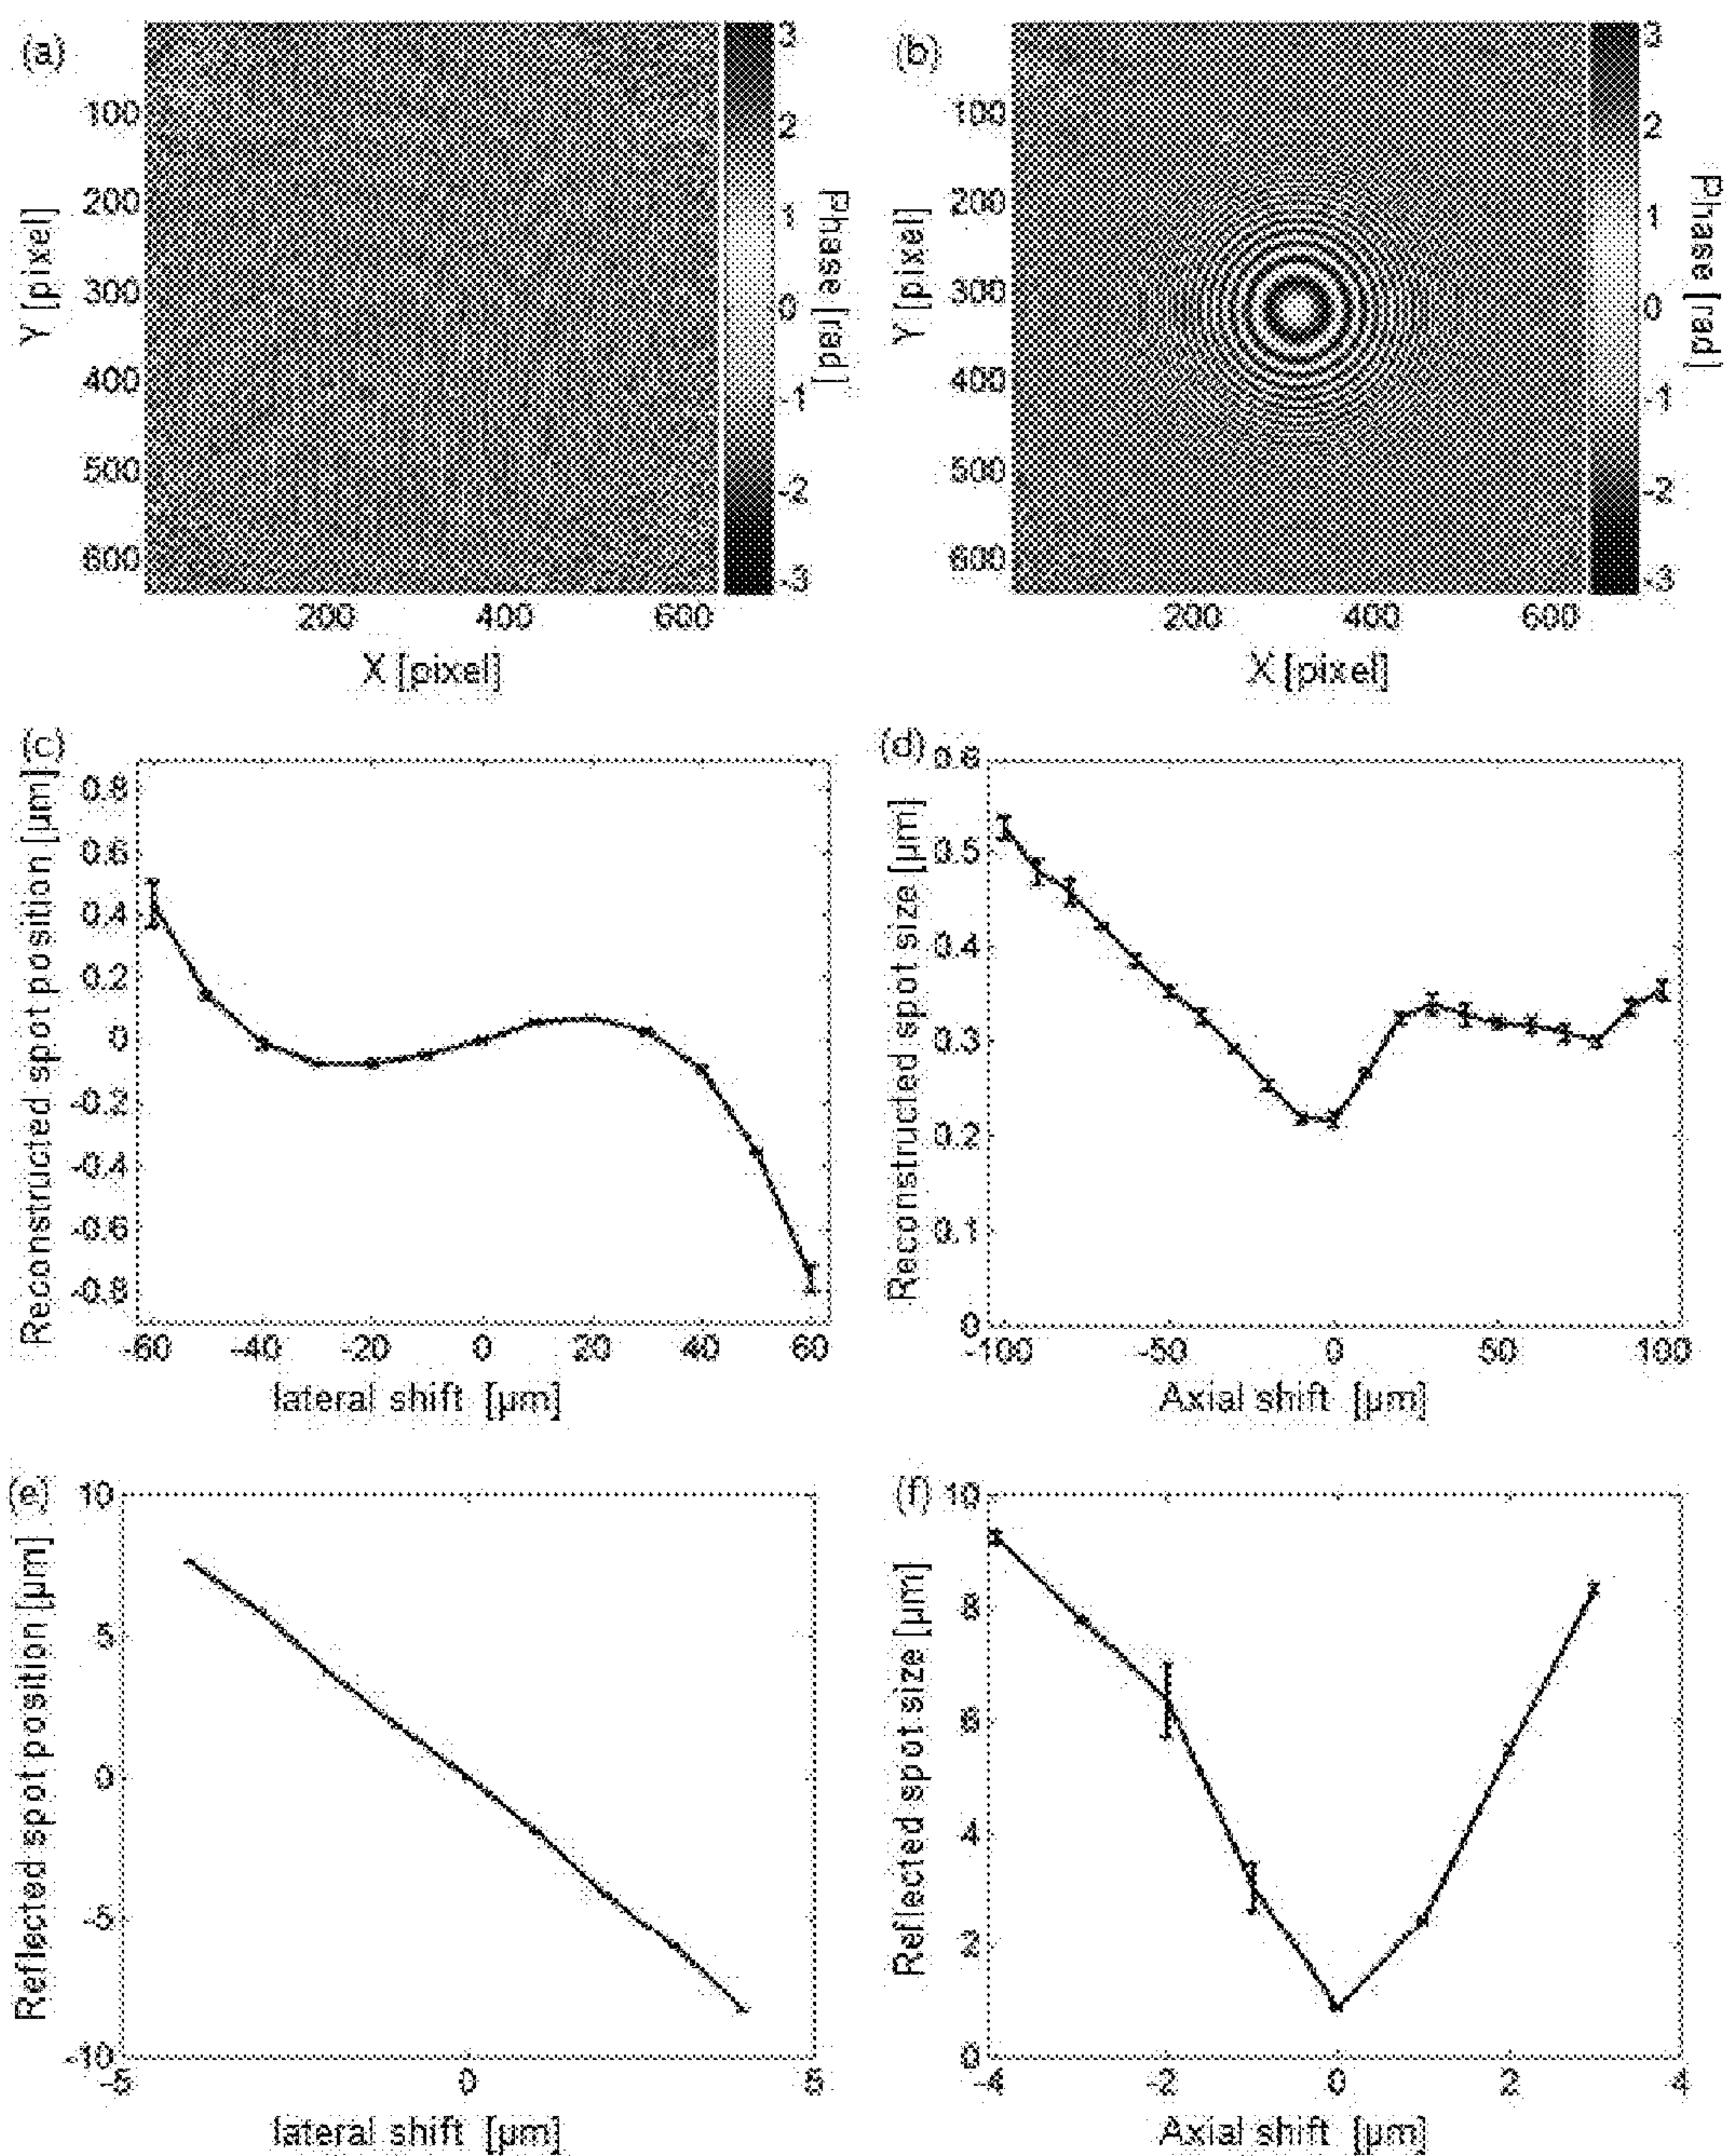 (a)
100
200
300
400
500
600
Y [pixel]
200 400 600
X [pixel]
3
2
1
0
-1
-2
-3
Phase [rad]
(b)
100
200
300
400
500
600
Y [pixel]
200 400 600
X [pixel]
3
2
1
0
-1
-2
-3
Phase [rad]
(c)
Reconstructed spot position [µm]
0.8
0.6
0.4
0.2
0
-0.2
-0.4
-0.6
-0.8
-60 -40 -20 0 20 40 60
lateral shift [µm]
(d)
Reconstructed spot size [µm]
0.6
0.5
0.4
0.3
0.2
0.1
0
-100 -50 0 50 100
Axial shift [µm]
(e)
Reflected spot position [µm]
10
5
0
-5
-10
-5 0 5
lateral shift [µm]
(f)
Reflected spot size [µm]
10
8
6
4
2
0
-4 -2 0 2 4
Axial shift [µm]